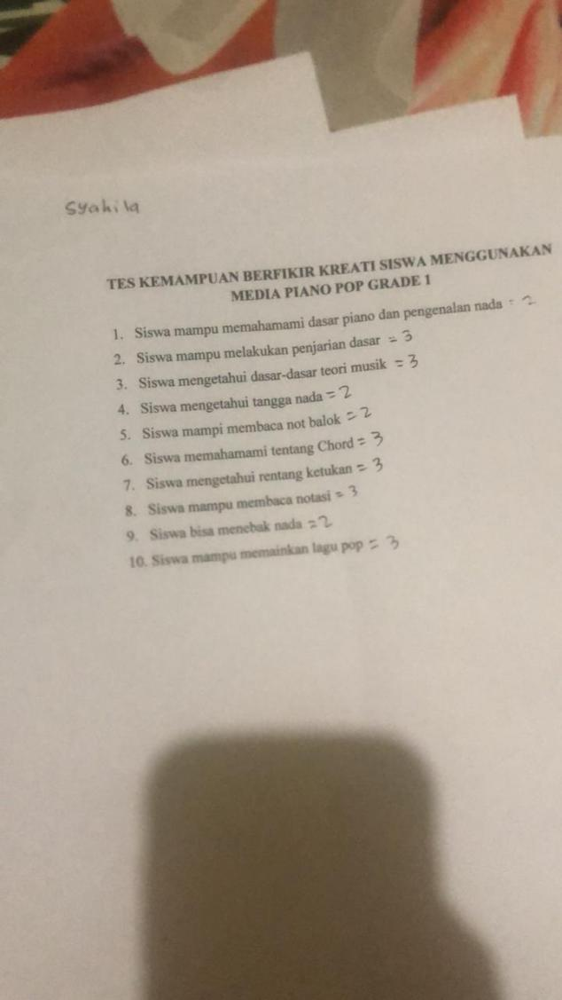 Syahila
TES KEMAMPUAN BERFIKIR KREATI SISWA MENGGUNAKAN
MEDIA PIANO POP GRADE 1
1. Siswa mampu memahamami dasar piano dan pengenalan nada = 2
2. Siswa mampu melakukan penjarian dasar = 3
3. Siswa mengetahui dasar-dasar teori musik = 3
4. Siswa mengetahui tangga nada = 2
5. Siswa mampi membaca not balok = 2
6. Siswa memahamami tentang Chord = 3
7. Siswa mengetahui rentang ketukan = 3
8. Siswa mampu membaca notasi = 3
9. Siswa bisa menebak nada = 2
10. Siswa mampu memainkan lagu pop = 3